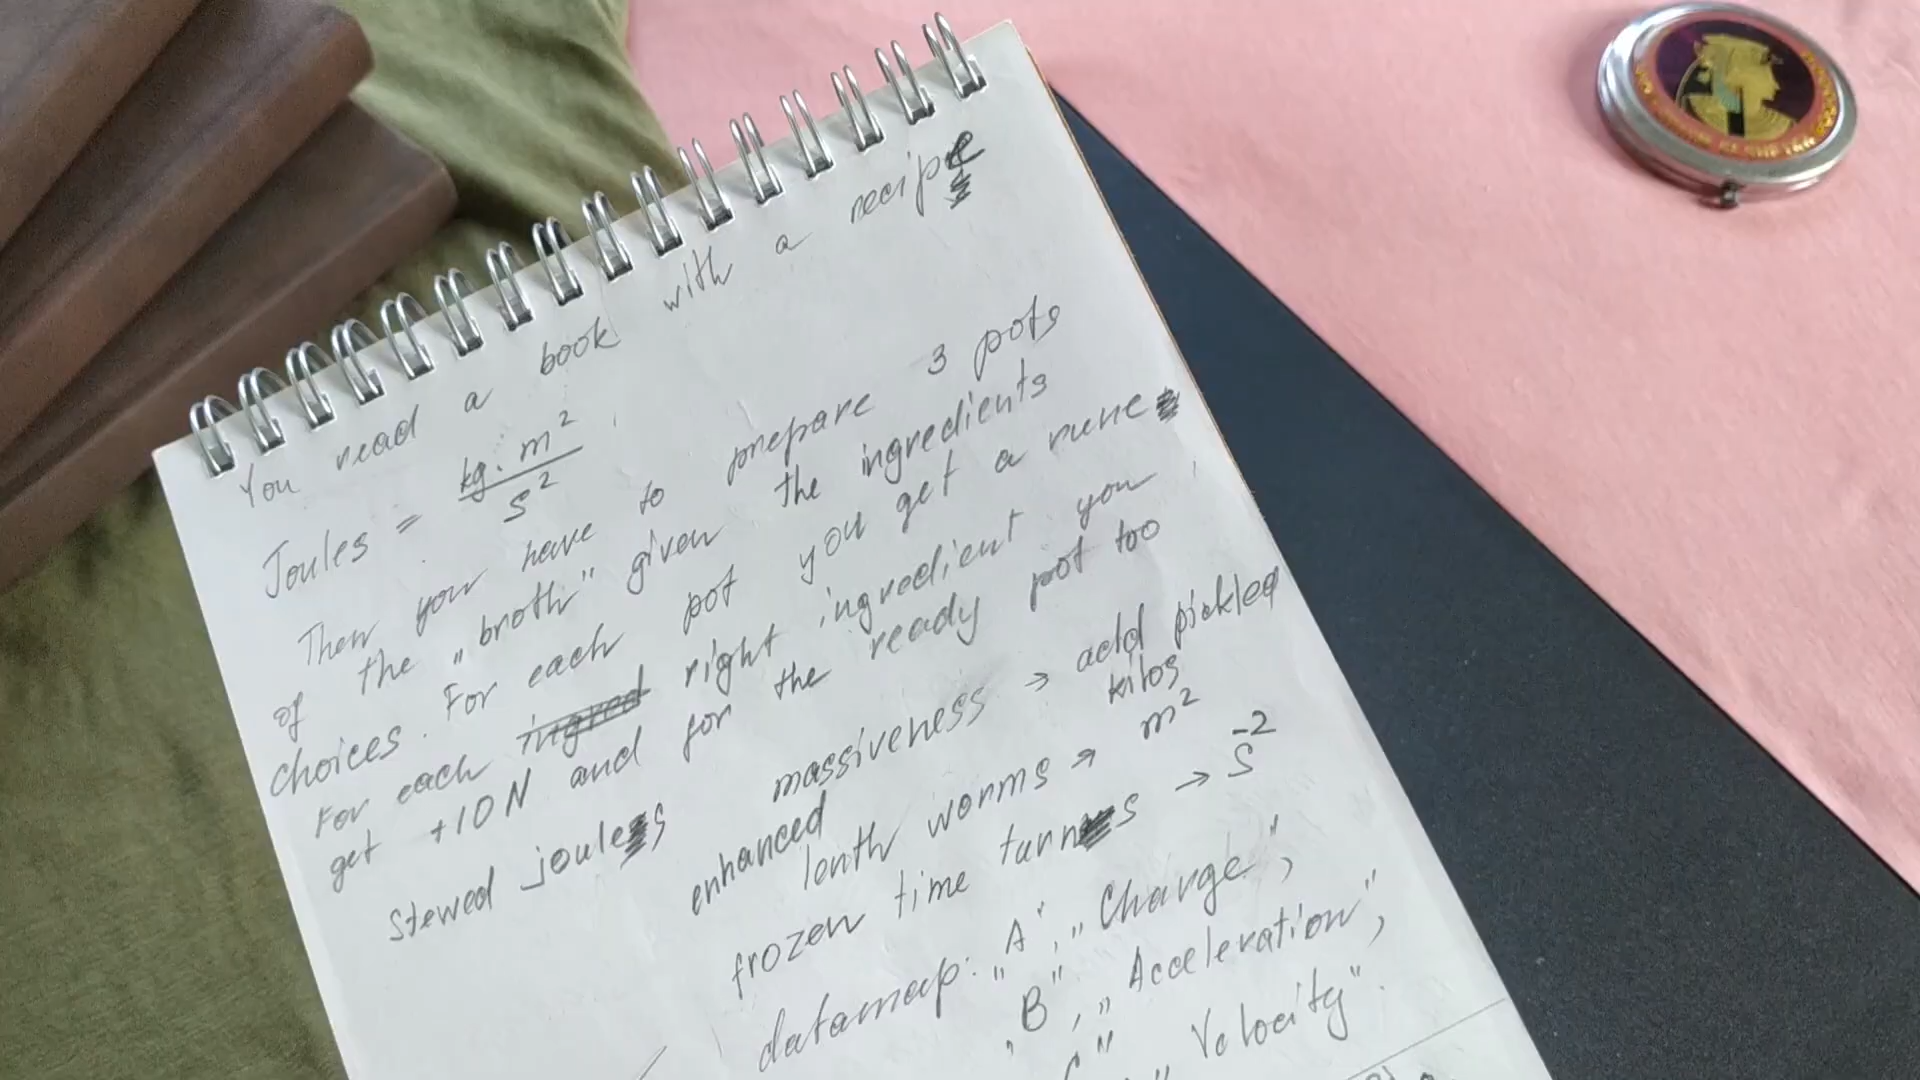 You read a book with a recipe
Joules = kg · m² / s²
Then you have to prepare 3 pots
of the „broth" given the ingredients
choices. For each pot you get a rune
For each right ingredient you
get +10 N and for the ready pot too
stewed joules massiveness → add pickled
kilos
enhanced
lenth worms → m²
frozen time turns → s⁻²
datamap: „A", „Charge",
„B", „Acceleration",
„Velocity".